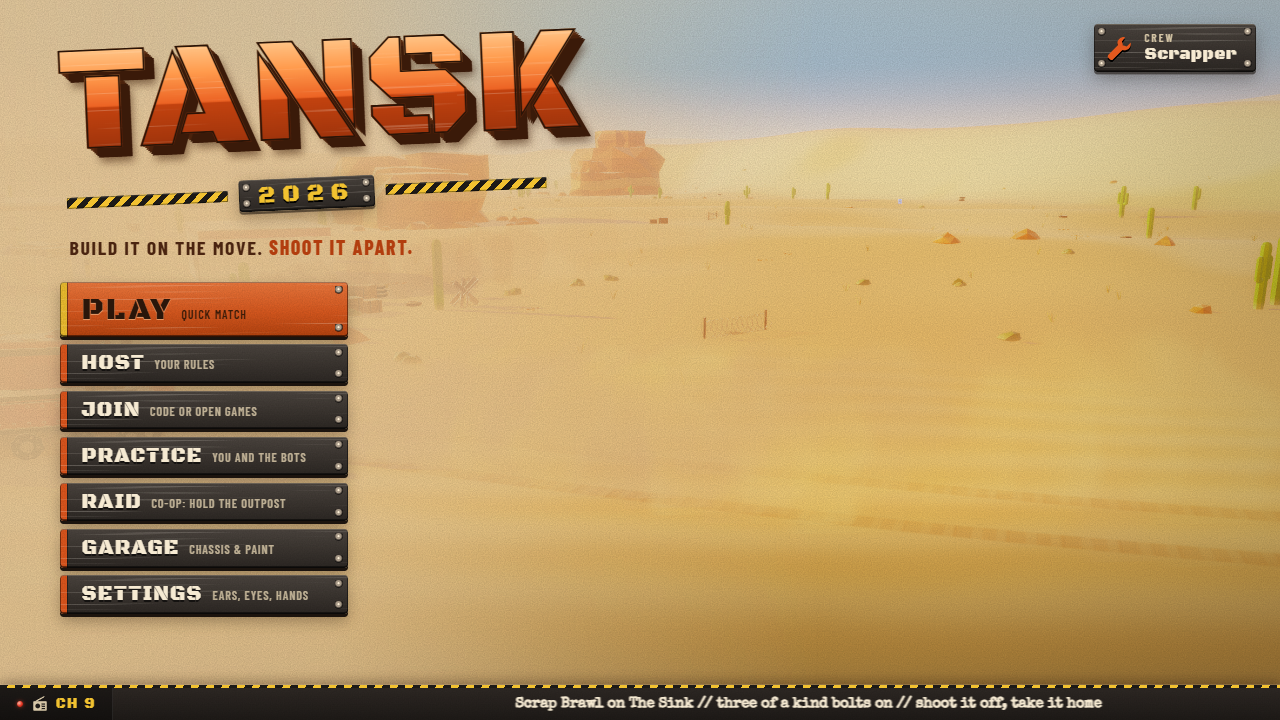 TANSK
2026
BUILD IT ON THE MOVE. SHOOT IT APART.
CREW
Scrapper
PLAY QUICK MATCH
HOST YOUR RULES
JOIN CODE OR OPEN GAMES
PRACTICE YOU AND THE BOTS
RAID CO-OP: HOLD THE OUTPOST
GARAGE CHASSIS & PAINT
SETTINGS EARS, EYES, HANDS
CH 9
Scrap Brawl on The Sink // three of a kind bolts on // shoot it off, take it home